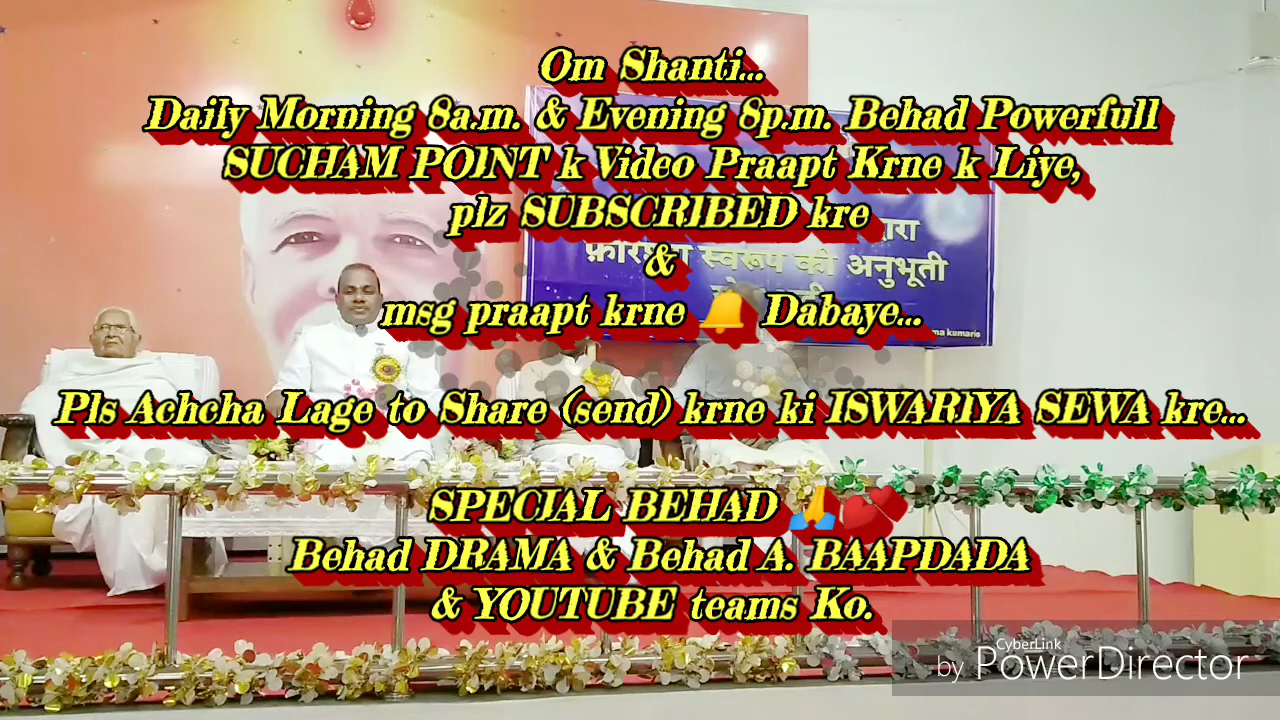 Om Shanti...
Daily Morning 8a.m. & Evening 8p.m. Behad Powerfull
SUCHAM POINT k Video Praapt Krne k Liye,
plz SUBSCRIBED kre
&
msg praapt krne 🔔 Dabaye...
Pls Achcha Lage to Share (send) krne ki ISWARIYA SEWA kre...
SPECIAL BEHAD 🙏💕
Behad DRAMA & Behad A. BAAPDADA
& YOUTUBE teams Ko.
स्वरूप की अनुभूती
kumaris
CyberLink
by PowerDirector